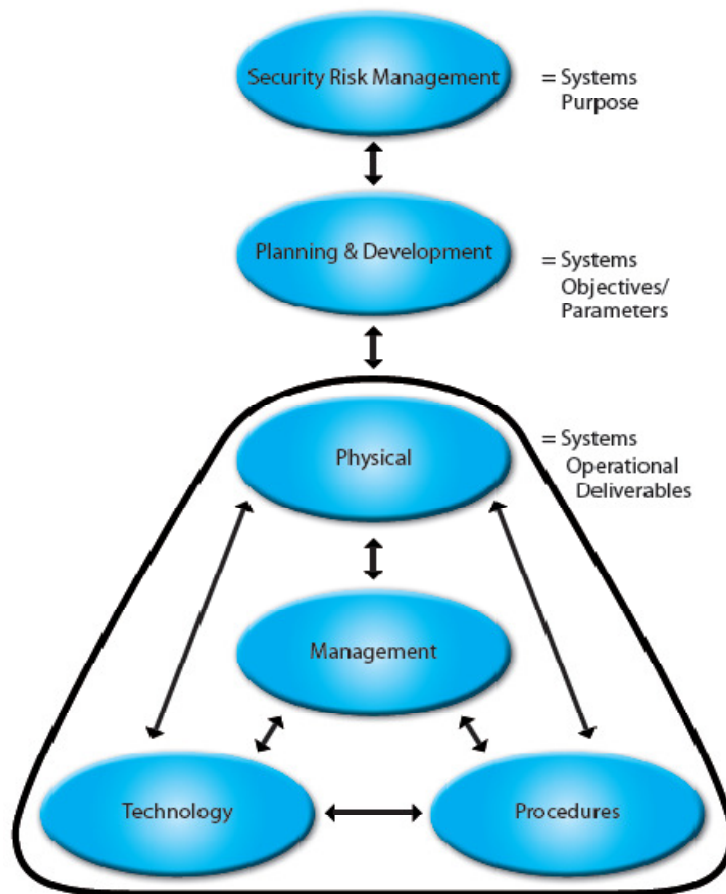 Security Risk Management
= Systems
Purpose
Planning & Development
= Systems
Objectives/
Parameters
Physical
= Systems
Operational
Deliverables
Management
Technology
Procedures